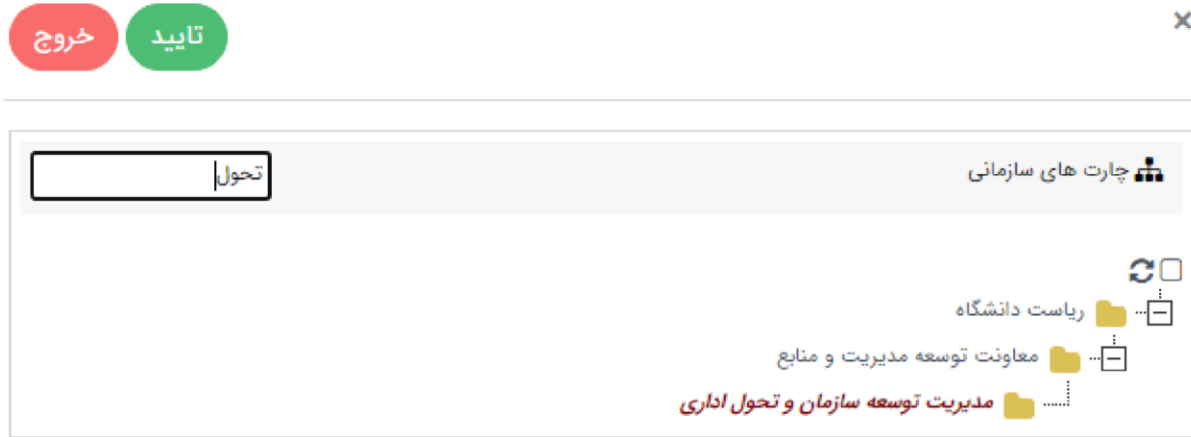 تایید
خروج
چارت های سازمانی
تحول
ریاست دانشگاه
معاونت توسعه مدیریت و منابع
مدیریت توسعه سازمان و تحول اداری